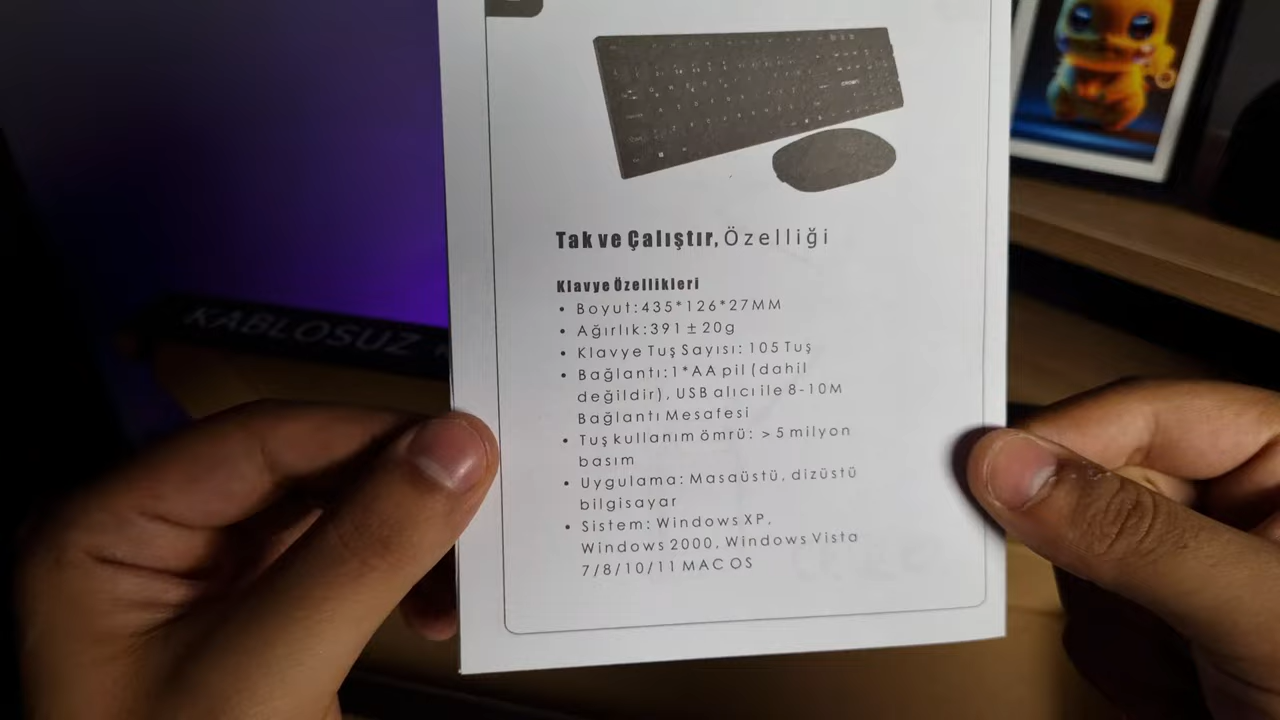 Tak ve Çalıştır, Özelliği
Klavye Özellikleri
• Boyut:435*126*27MM
• Ağırlık:391±20g
• Klavye Tuş Sayısı: 105 Tuş
• Bağlantı:1*AA pil (dahil
değildir), USB alıcı ile 8-10M
Bağlantı Mesafesi
• Tuş kullanım ömrü: >5 milyon
basım
• Uygulama: Masaüstü, dizüstü
bilgisayar
• Sistem: Windows XP,
Windows 2000, Windows Vista
7/8/10/11 MAC OS
KABLOSUZ